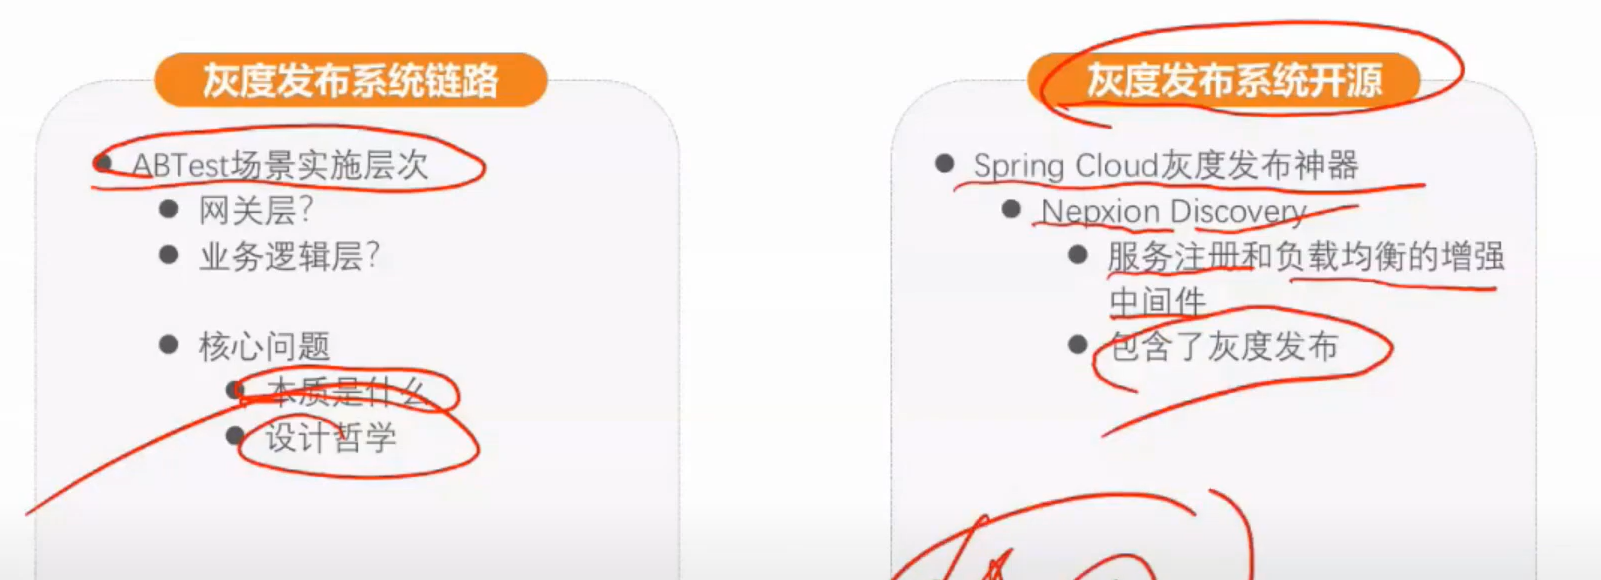 灰度发布系统链路
ABTest场景实施层次
网关层?
业务逻辑层?
核心问题
本质是什么
设计哲学
灰度发布系统开源
Spring Cloud灰度发布神器
Nepxion Discovery
服务注册和负载均衡的增强
中间件
包含了灰度发布